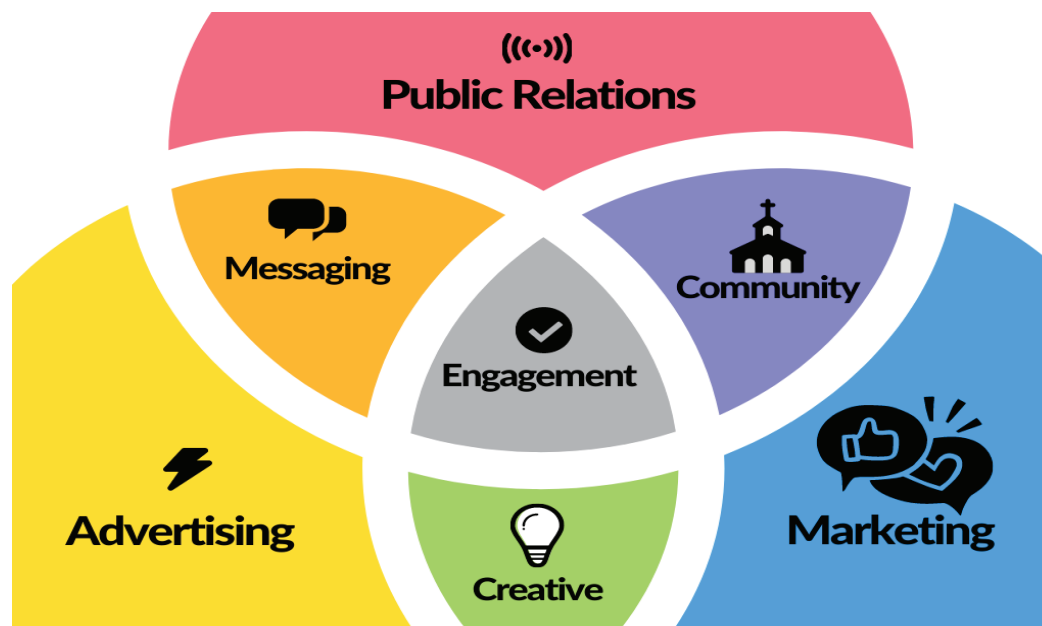 Public Relations
Messaging
Community
Engagement
Advertising
Marketing
Creative